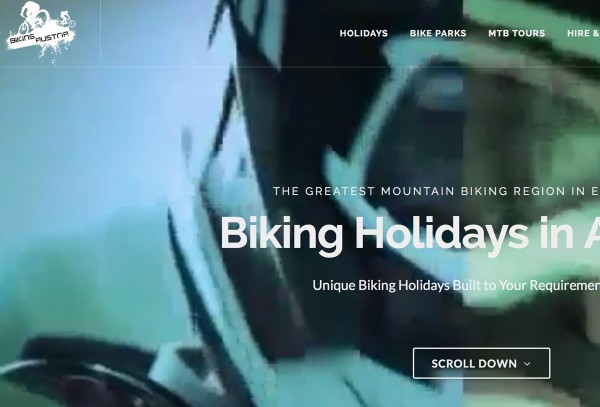 BIKING AUSTRIA
HOLIDAYS BIKE PARKS MTB TOURS HIRE &
THE GREATEST MOUNTAIN BIKING REGION IN E
Biking Holidays in A
Unique Biking Holidays Built to Your Requiremen
SCROLL DOWN